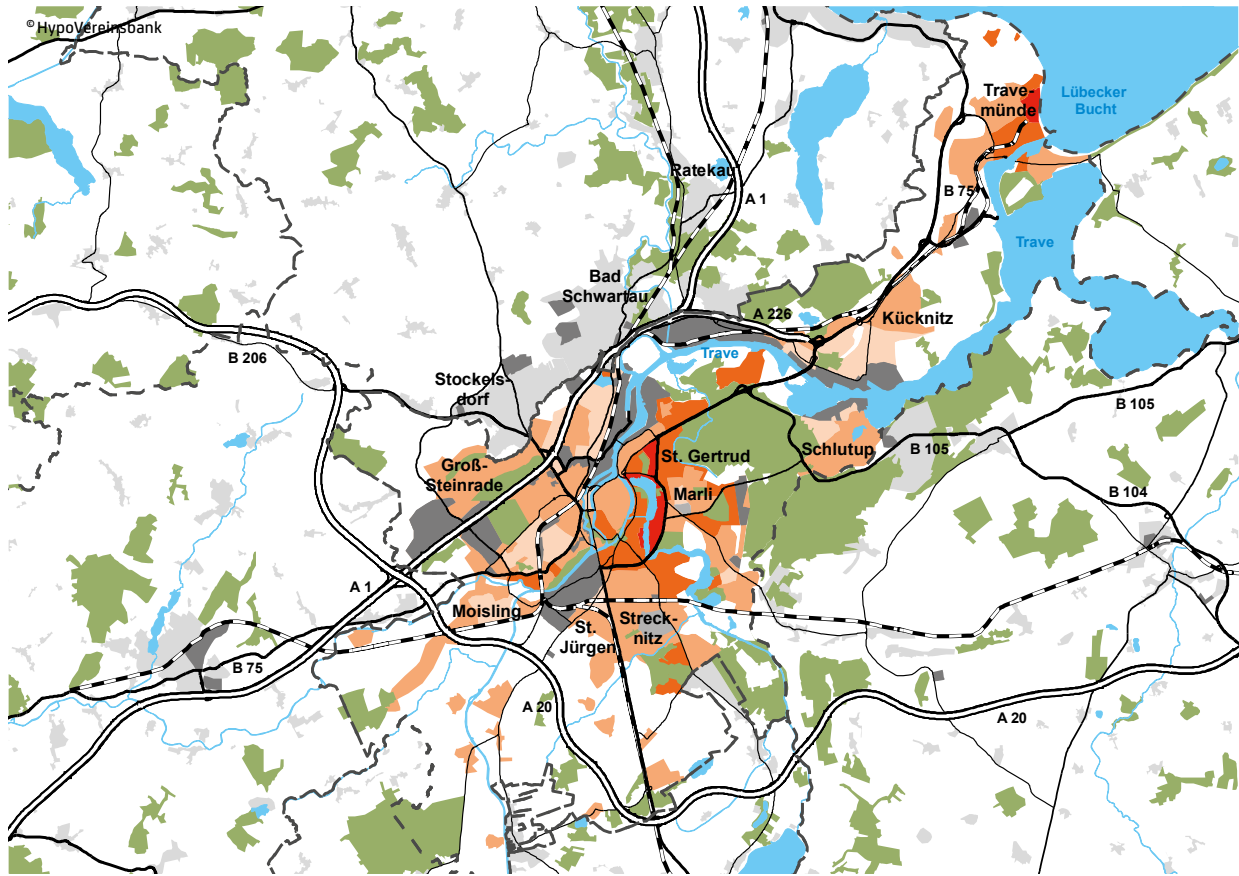 © HypoVereinsbank
Trave-
münde
Lübecker
Bucht
Ratekau
A 1
B 75
Trave
Bad
Schwartau
A 226
Kücknitz
B 206
Trave
Stockels-
dorf
B 105
Groß-
Steinrade
St. Gertrud
Schlutup
B 105
Marli
B 104
A 1
Moisling
St.
Jürgen
Streck-
nitz
B 75
A 20
A 20